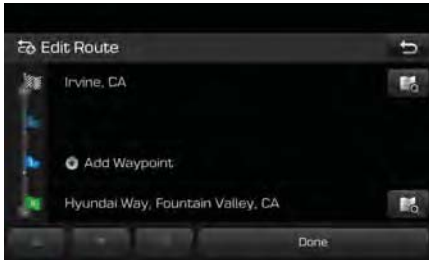 Edit Route
Irvine, CA
Add Waypoint
Hyundai Way, Fountain Valley, CA
Done